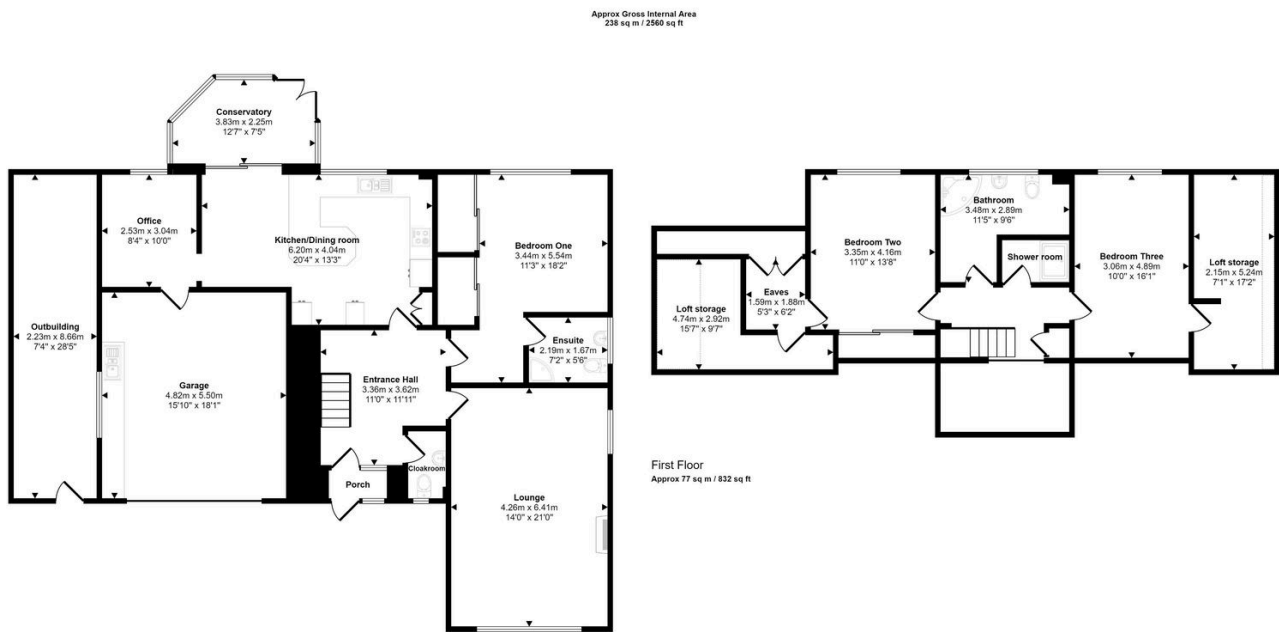 Approx Gross Internal Area
238 sq m / 2560 sq ft
Conservatory
3.83m x 2.25m
12'7" x 7'5"
Office
2.53m x 3.04m
8'4" x 10'0"
Kitchen/Dining room
6.20m x 4.04m
20'4" x 13'3"
Bedroom One
3.44m x 5.54m
11'3" x 18'2"
Outbuilding
2.23m x 8.66m
7'4" x 28'5"
Ensuite
2.19m x 1.67m
7'2" x 5'6"
Garage
4.82m x 5.50m
15'10" x 18'1"
Entrance Hall
3.36m x 3.62m
11'0" x 11'11"
Cloakroom
Porch
Lounge
4.26m x 6.41m
14'0" x 21'0"
Bedroom Two
3.35m x 4.16m
11'0" x 13'8"
Bathroom
3.48m x 2.89m
11'5" x 9'6"
Shower room
Bedroom Three
3.06m x 4.89m
10'0" x 16'1"
Loft storage
2.15m x 5.24m
7'1" x 17'2"
Eaves
1.59m x 1.88m
5'3" x 6'2"
Loft storage
4.74m x 2.92m
15'7" x 9'7"
First Floor
Approx 77 sq m / 832 sq ft